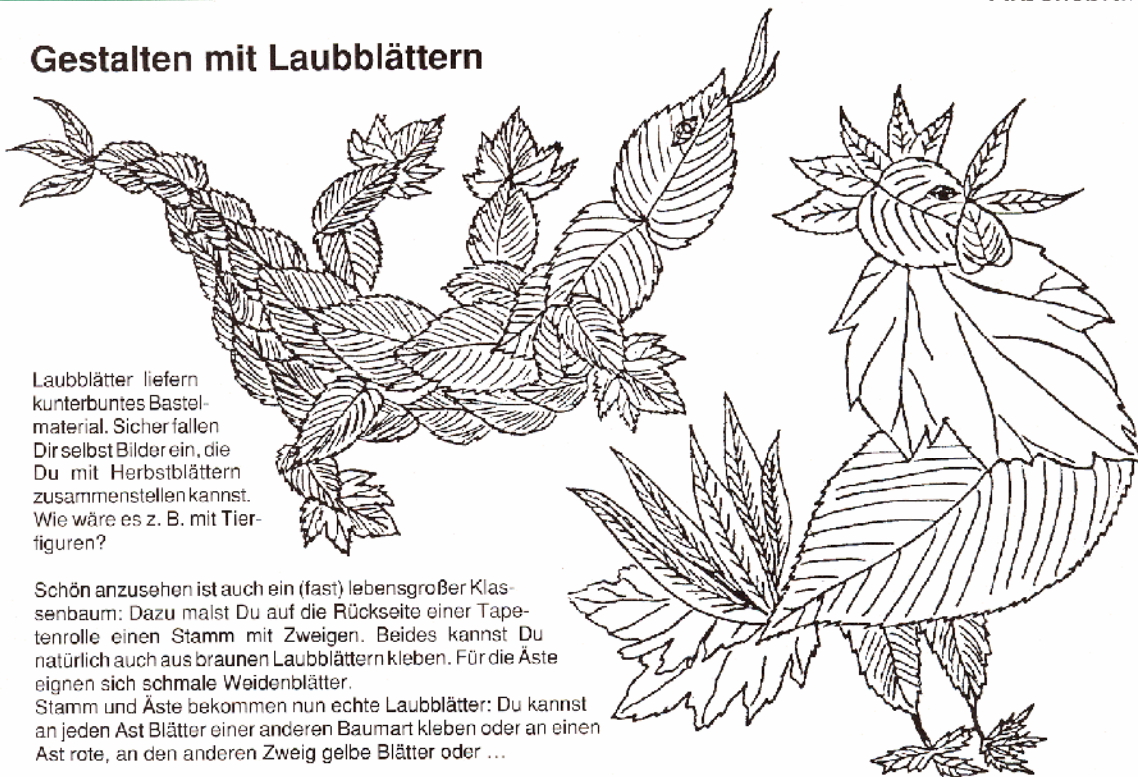 Gestalten mit Laubblättern
Laubblätter liefern
kunterbuntes Bastel-
material. Sicher fallen
Dir selbst Bilder ein, die
Du mit Herbstblättern
zusammenstellen kannst.
Wie wäre es z. B. mit Tier-
figuren?
Schön anzusehen ist auch ein (fast) lebensgroßer Klas-
senbaum: Dazu malst Du auf die Rückseite einer Tape-
tenrolle einen Stamm mit Zweigen. Beides kannst Du
natürlich auch aus braunen Laubblättern kleben. Für die Äste
eignen sich schmale Weidenblätter.
Stamm und Äste bekommen nun echte Laubblätter: Du kannst
an jeden Ast Blätter einer anderen Baumart kleben oder an einen
Ast rote, an den anderen Zweig gelbe Blätter oder ...